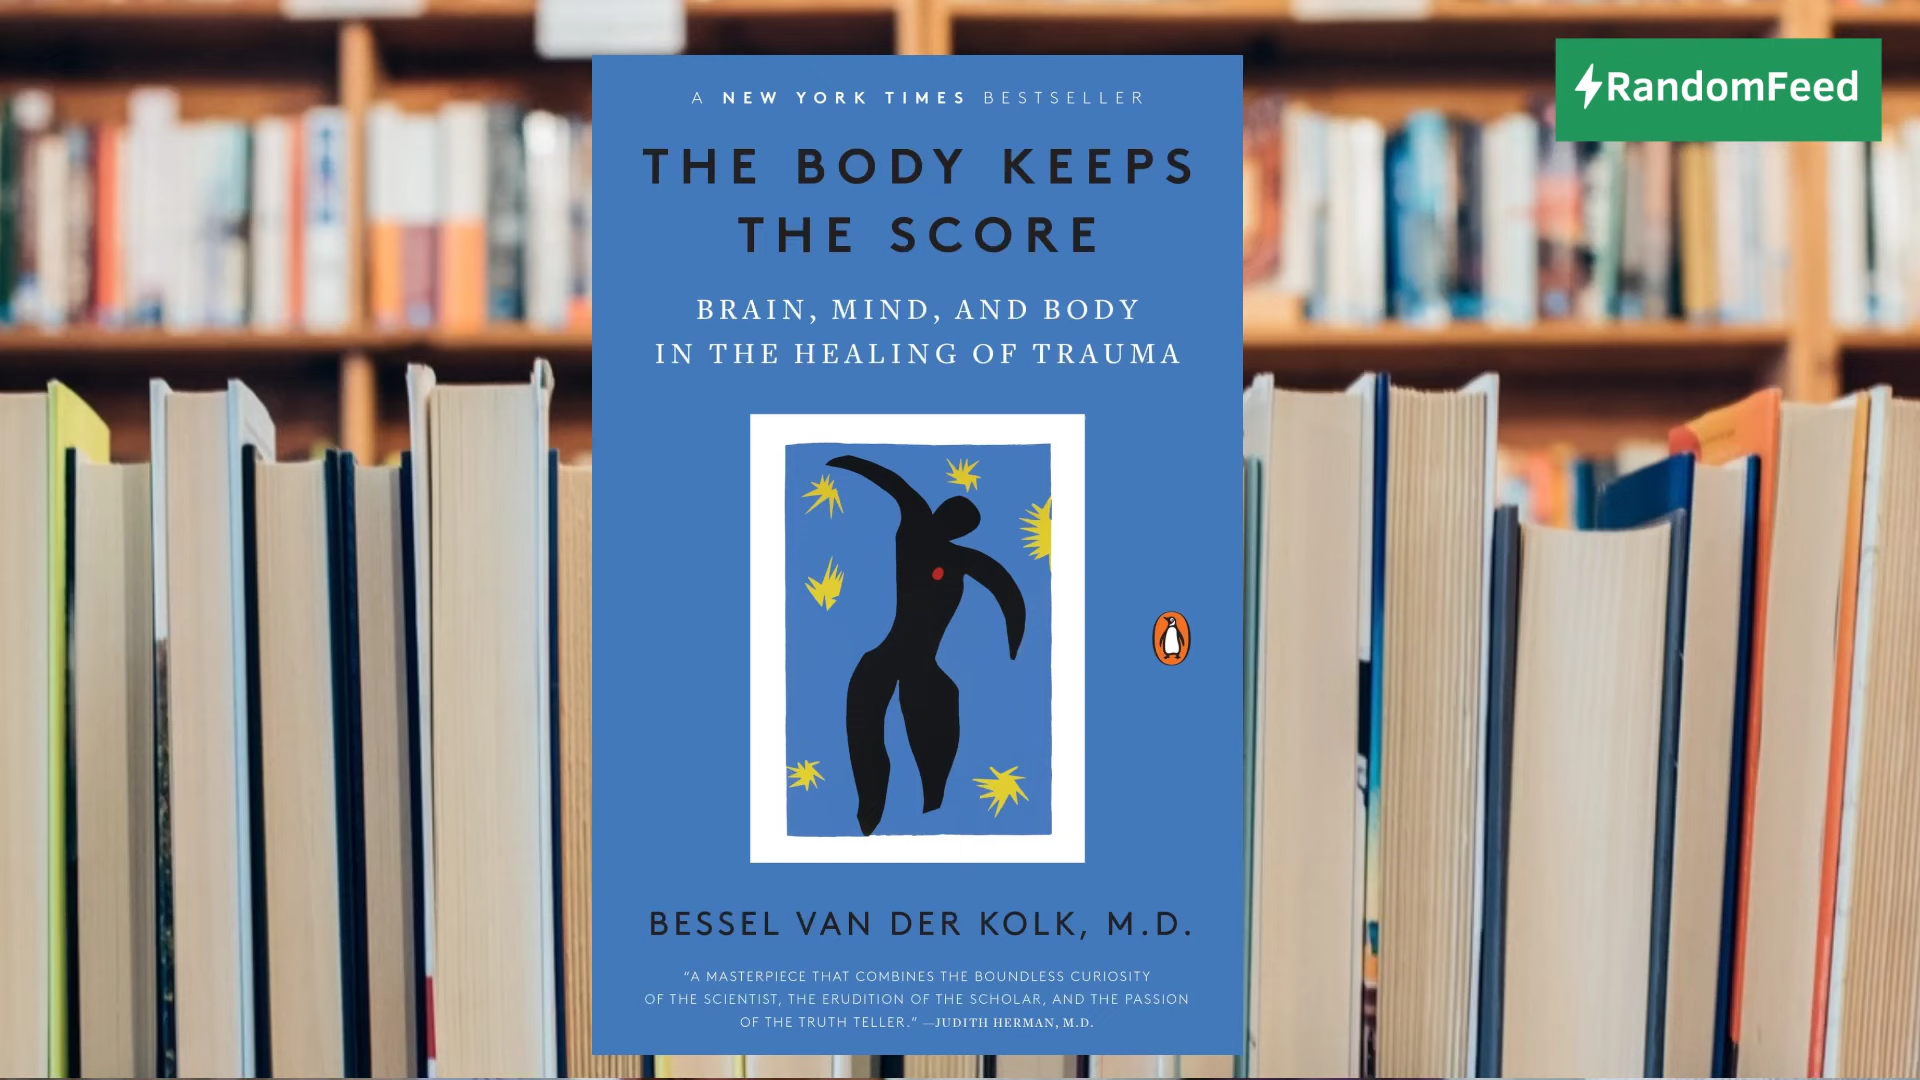 RandomFeed
A NEW YORK TIMES BESTSELLER
THE BODY KEEPS
THE SCORE
BRAIN, MIND, AND BODY
IN THE HEALING OF TRAUMA
BESSEL VAN DER KOLK, M.D.
“A MASTERPIECE THAT COMBINES THE BOUNDLESS CURIOSITY
OF THE SCIENTIST, THE ERUDITION OF THE SCHOLAR, AND THE PASSION
OF THE TRUTH TELLER.” —JUDITH HERMAN, M.D.